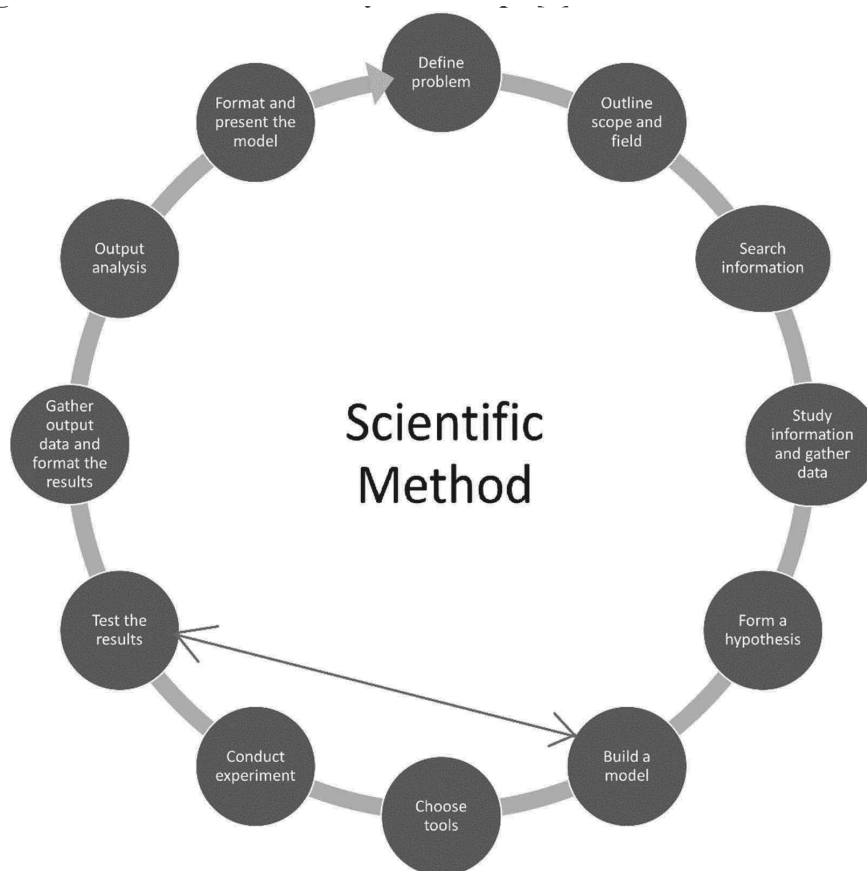 Define
problem
Outline
scope and
field
Search
information
Study
information
and gather
data
Form a
hypothesis
Build a
model
Choose
tools
Conduct
experiment
Test the
results
Gather
output
data and
format the
results
Output
analysis
Format and
present the
model
Scientific
Method